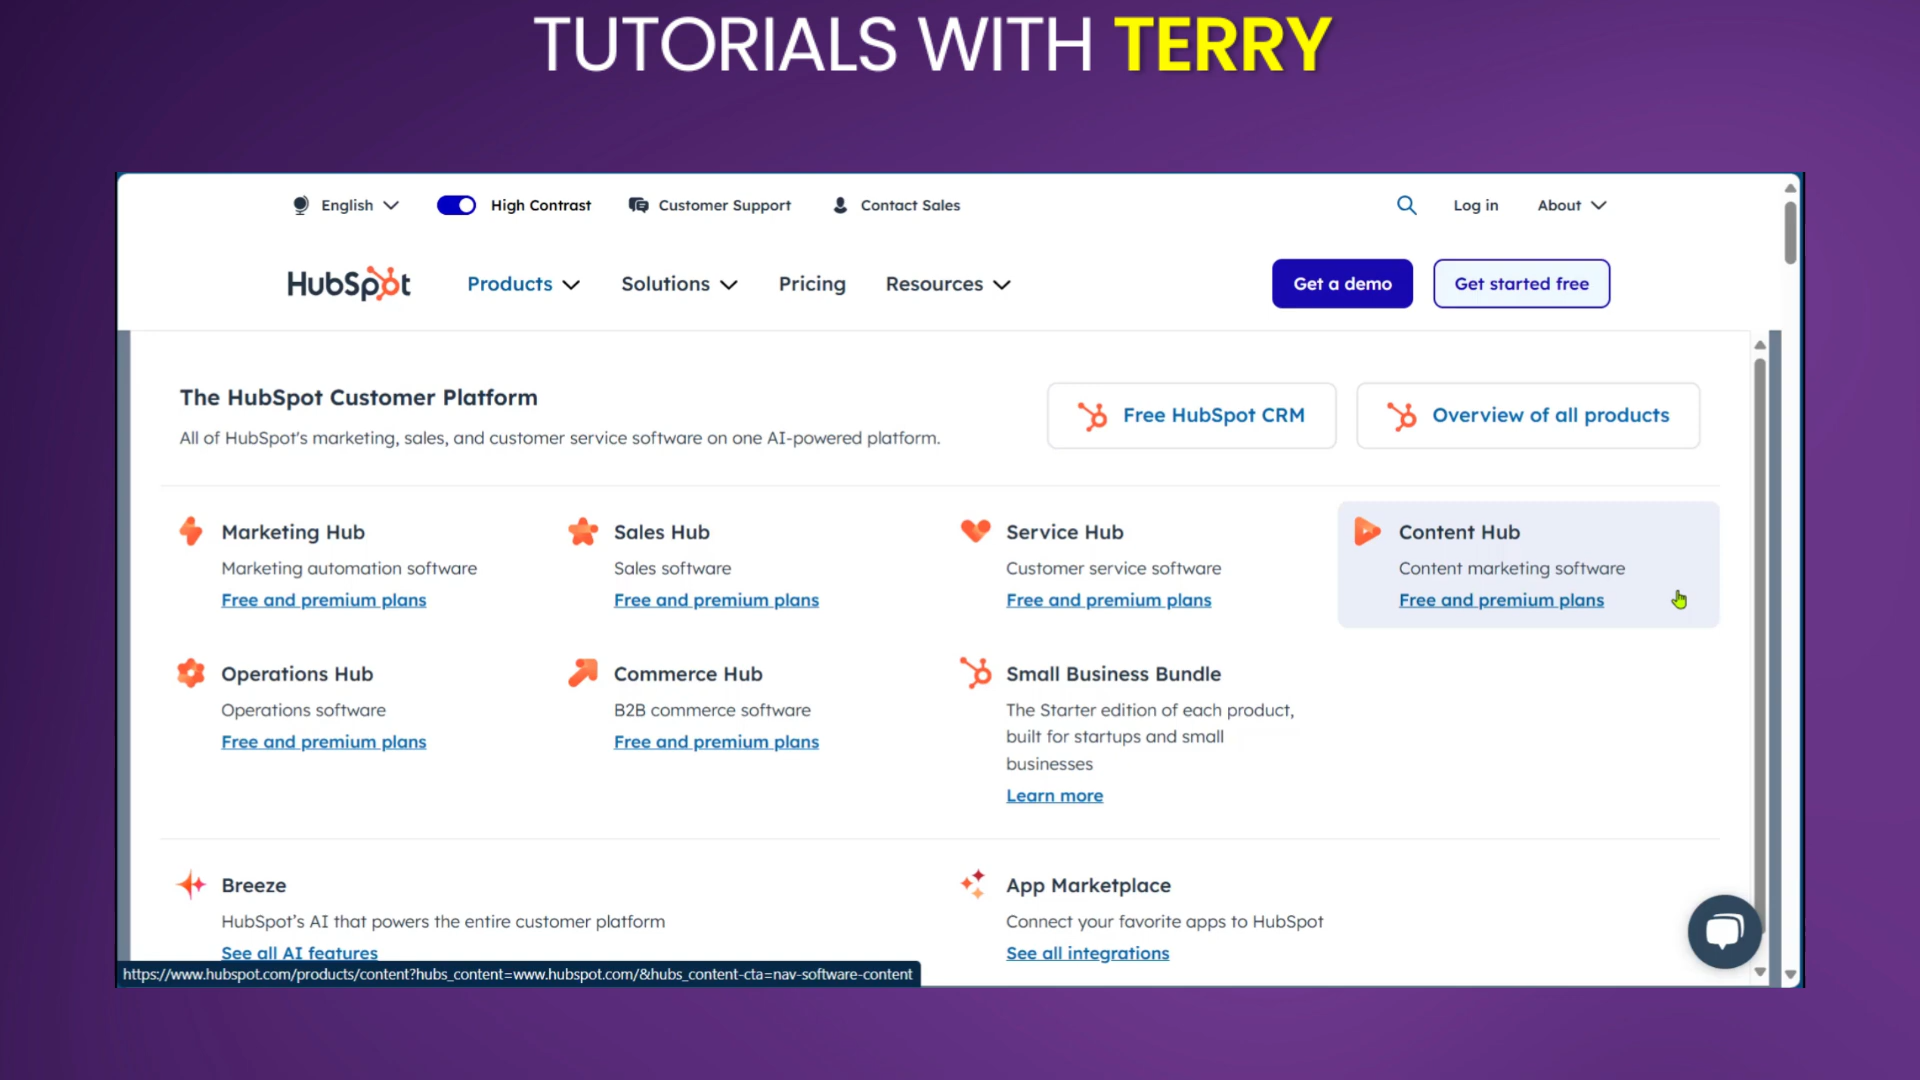 TUTORIALS WITH TERRY
English High Contrast Customer Support Contact Sales Log in About
HubSpot Products Solutions Pricing Resources Get a demo Get started free
The HubSpot Customer Platform
All of HubSpot's marketing, sales, and customer service software on one AI-powered platform.
Free HubSpot CRM
Overview of all products
Marketing Hub
Marketing automation software
Free and premium plans
Sales Hub
Sales software
Free and premium plans
Service Hub
Customer service software
Free and premium plans
Content Hub
Content marketing software
Free and premium plans
Operations Hub
Operations software
Free and premium plans
Commerce Hub
B2B commerce software
Free and premium plans
Small Business Bundle
The Starter edition of each product,
built for startups and small
businesses
Learn more
Breeze
HubSpot's AI that powers the entire customer platform
See all AI features
App Marketplace
Connect your favorite apps to HubSpot
See all integrations
https://www.hubspot.com/products/content?hubs_content=www.hubspot.com/&hubs_content-cta=nav-software-content